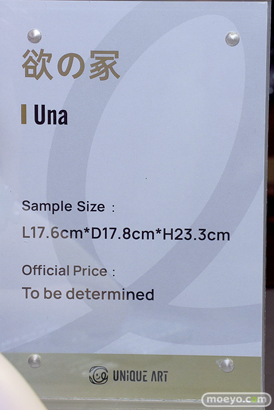 欲の冢
Una
Sample Size :
L17.6cm*D17.8cm*H23.3cm
Official Price :
To be determined
UNIQUE ART
moeyo.com